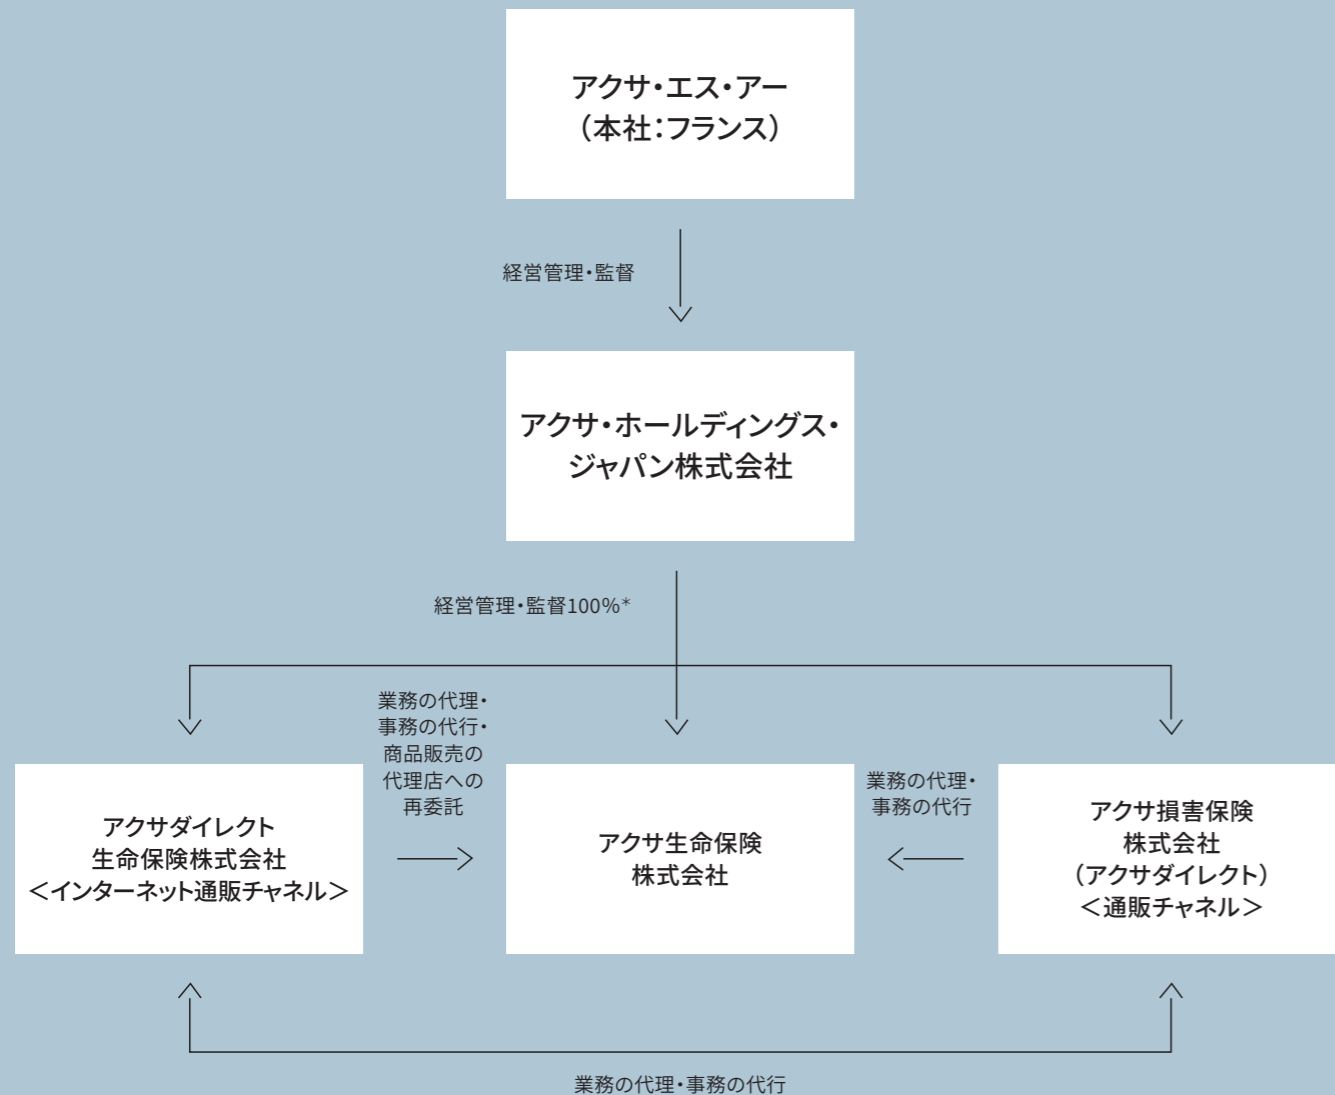 アクサ・エス・アー
（本社：フランス）
経営管理・監督
アクサ・ホールディングス・
ジャパン株式会社
経営管理・監督100％*
業務の代理・
事務の代行・
商品販売の
代理店への
再委託
業務の代理・
事務の代行
アクサダイレクト
生命保険株式会社
＜インターネット通販チャネル＞
アクサ生命保険
株式会社
アクサ損害保険
株式会社
（アクサダイレクト）
＜通販チャネル＞
業務の代理・事務の代行